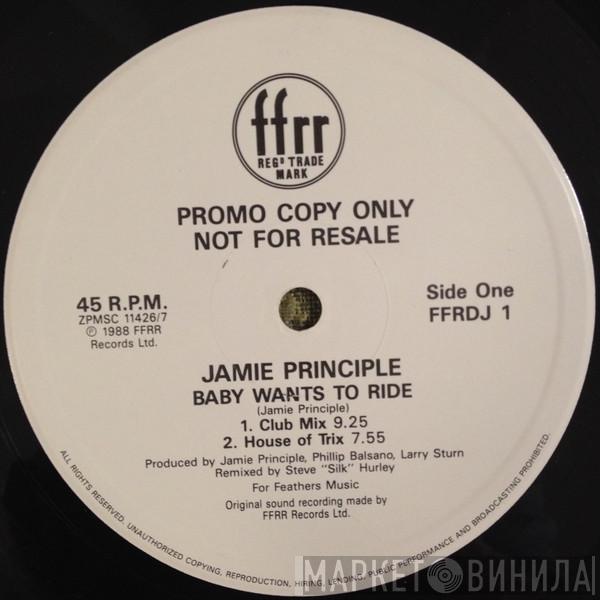 ffrr
REGD TRADE
MARK
PROMO COPY ONLY
NOT FOR RESALE
45 R.P.M.
ZPMSC 11426/7
℗ 1988 FFRR
Records Ltd.
Side One
FFRDJ 1
JAMIE PRINCIPLE
BABY WANTS TO RIDE
(Jamie Principle)
1. Club Mix 9.25
2. House of Trix 7.55
Produced by Jamie Principle, Phillip Balsano, Larry Sturn
Remixed by Steve "Silk" Hurley
For Feathers Music
Original sound recording made by
FFRR Records Ltd.
ALL RIGHTS RESERVED. UNAUTHORIZED COPYING, REPRODUCTION, HIRING, LENDING, PUBLIC PERFORMANCE AND BROADCASTING PROHIBITED.
МАРКЕТ ВИНИЛА